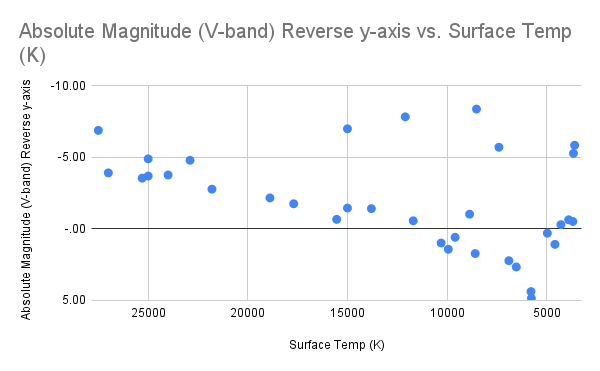 Absolute Magnitude (V-band) Reverse y-axis vs. Surface Temp
(K)
Absolute Magnitude (V-band) Reverse y-axis
-10.00
-5.00
-.00
5.00
25000
20000
15000
10000
5000
Surface Temp (K)